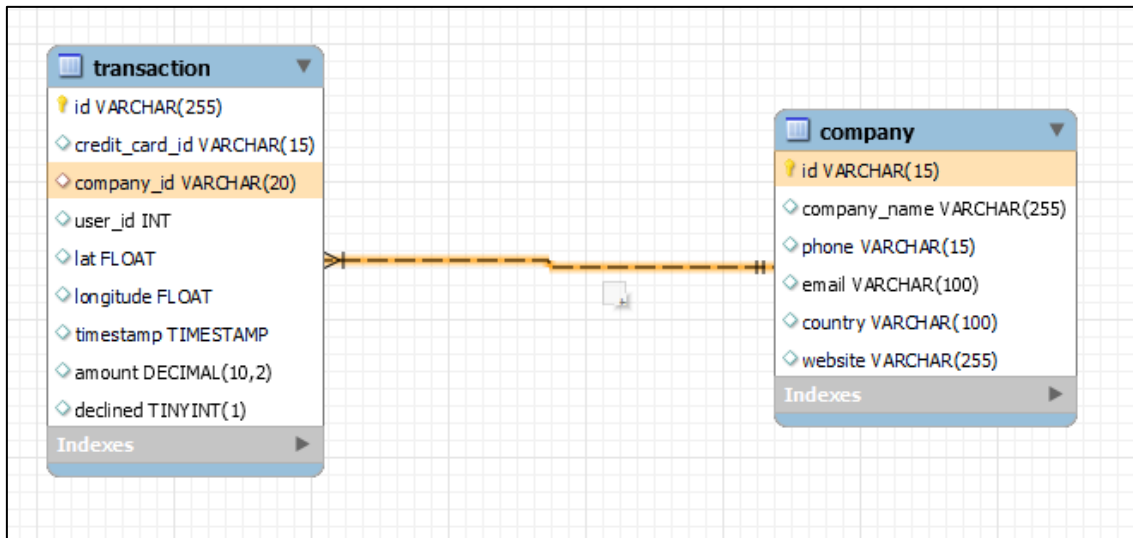 transaction
id VARCHAR(255)
credit_card_id VARCHAR(15)
company_id VARCHAR(20)
user_id INT
lat FLOAT
longitude FLOAT
timestamp TIMESTAMP
amount DECIMAL(10,2)
declined TINYINT(1)
Indexes
company
id VARCHAR(15)
company_name VARCHAR(255)
phone VARCHAR(15)
email VARCHAR(100)
country VARCHAR(100)
website VARCHAR(255)
Indexes